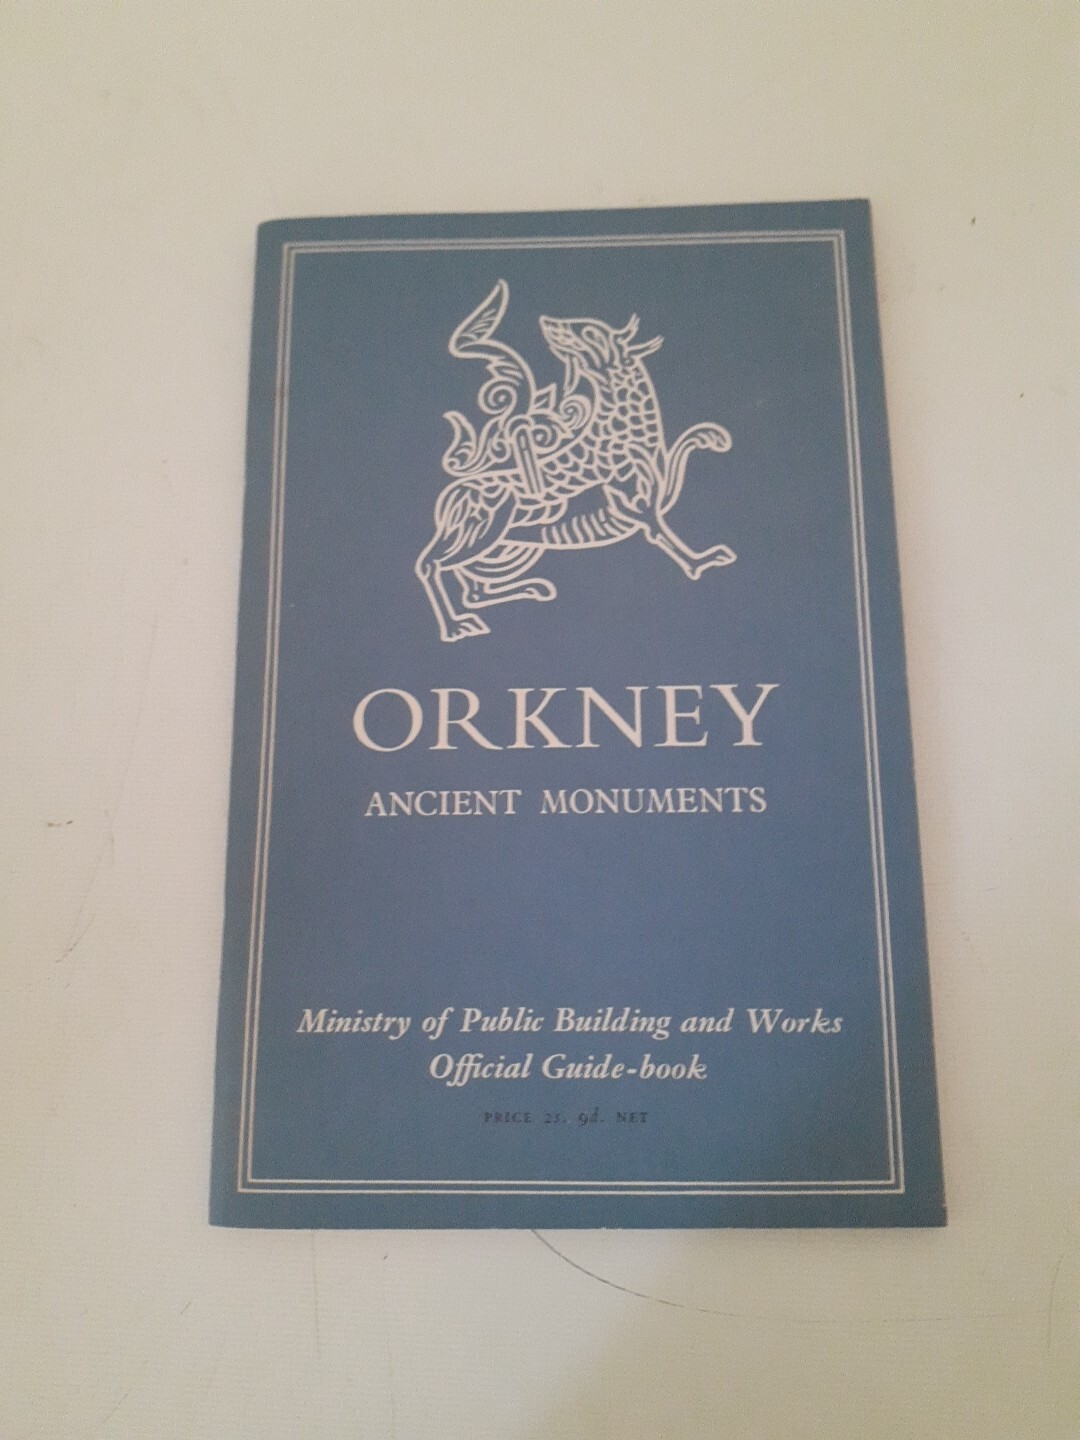 ORKNEY
ANCIENT MONUMENTS
Ministry of Public Building and Works
Official Guide-book
PRICE 2s. 9d. NET